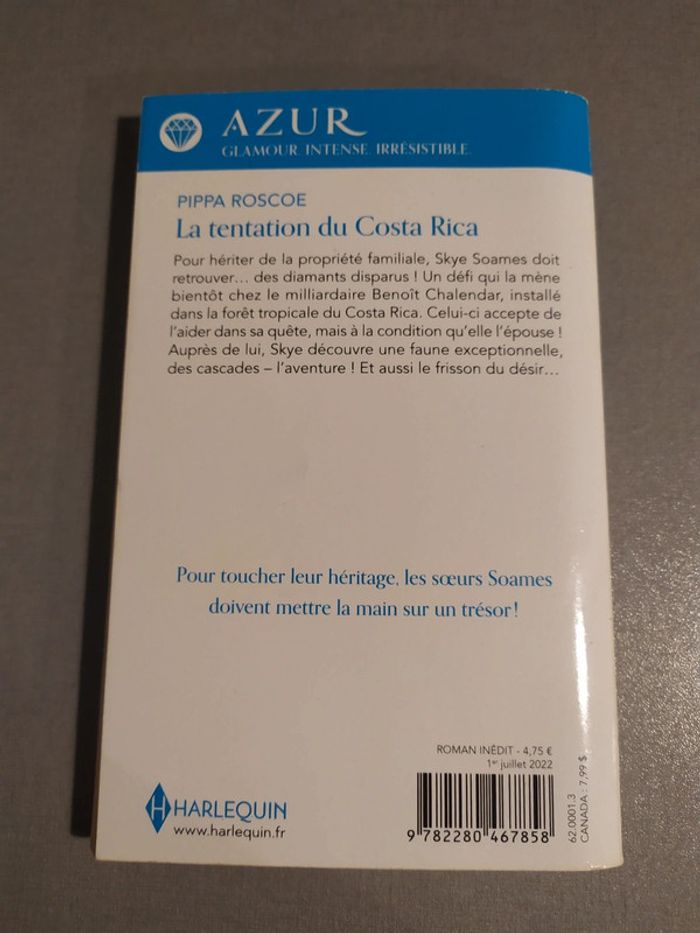 AZUR
GLAMOUR. INTENSE. IRRÉSISTIBLE.
PIPPA ROSCOE
La tentation du Costa Rica
Pour hériter de la propriété familiale, Skye Soames doit
retrouver… des diamants disparus ! Un défi qui la mène
bientôt chez le milliardaire Benoît Chalendar, installé
dans la forêt tropicale du Costa Rica. Celui-ci accepte de
l’aider dans sa quête, mais à la condition qu’elle l’épouse !
Auprès de lui, Skye découvre une faune exceptionnelle,
des cascades – l’aventure ! Et aussi le frisson du désir…
Pour toucher leur héritage, les sœurs Soames
doivent mettre la main sur un trésor !
ROMAN INÉDIT - 4,75 €
1er juillet 2022
HARLEQUIN
www.harlequin.fr
9 782280 467858
62.0001.3
CANADA : 7,99 $